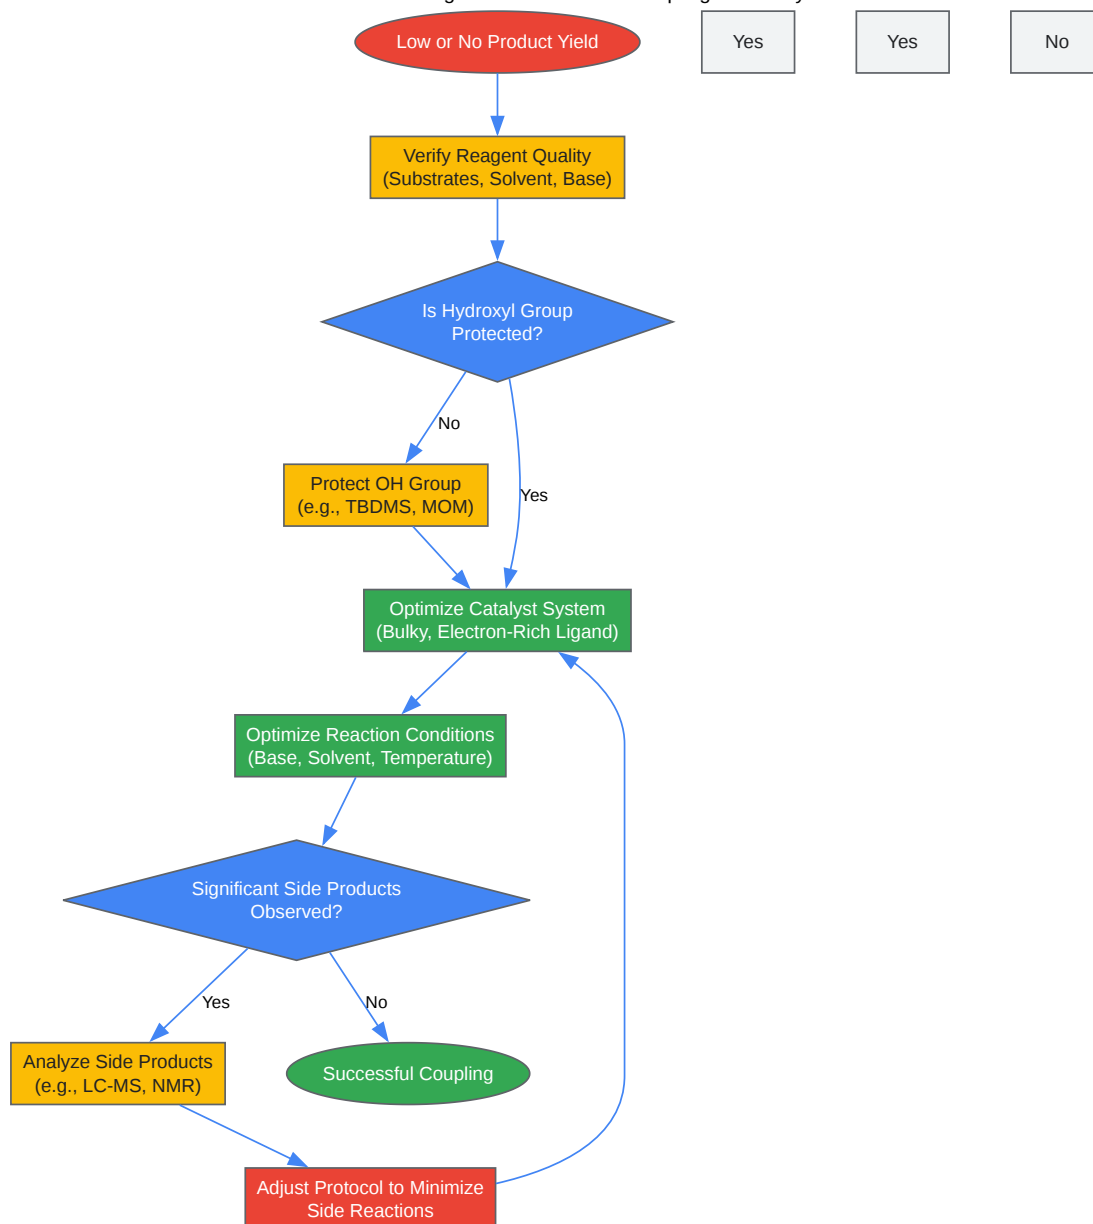 Low or No Product Yield
Yes
Yes
No
Verify Reagent Quality
(Substrates, Solvent, Base)
Is Hydroxyl Group
Protected?
No
Protect OH Group
(e.g., TBDMS, MOM)
Yes
Optimize Catalyst System
(Bulky, Electron-Rich Ligand)
Optimize Reaction Conditions
(Base, Solvent, Temperature)
Significant Side Products
Observed?
Yes
No
Analyze Side Products
(e.g., LC-MS, NMR)
Successful Coupling
Adjust Protocol to Minimize
Side Reactions